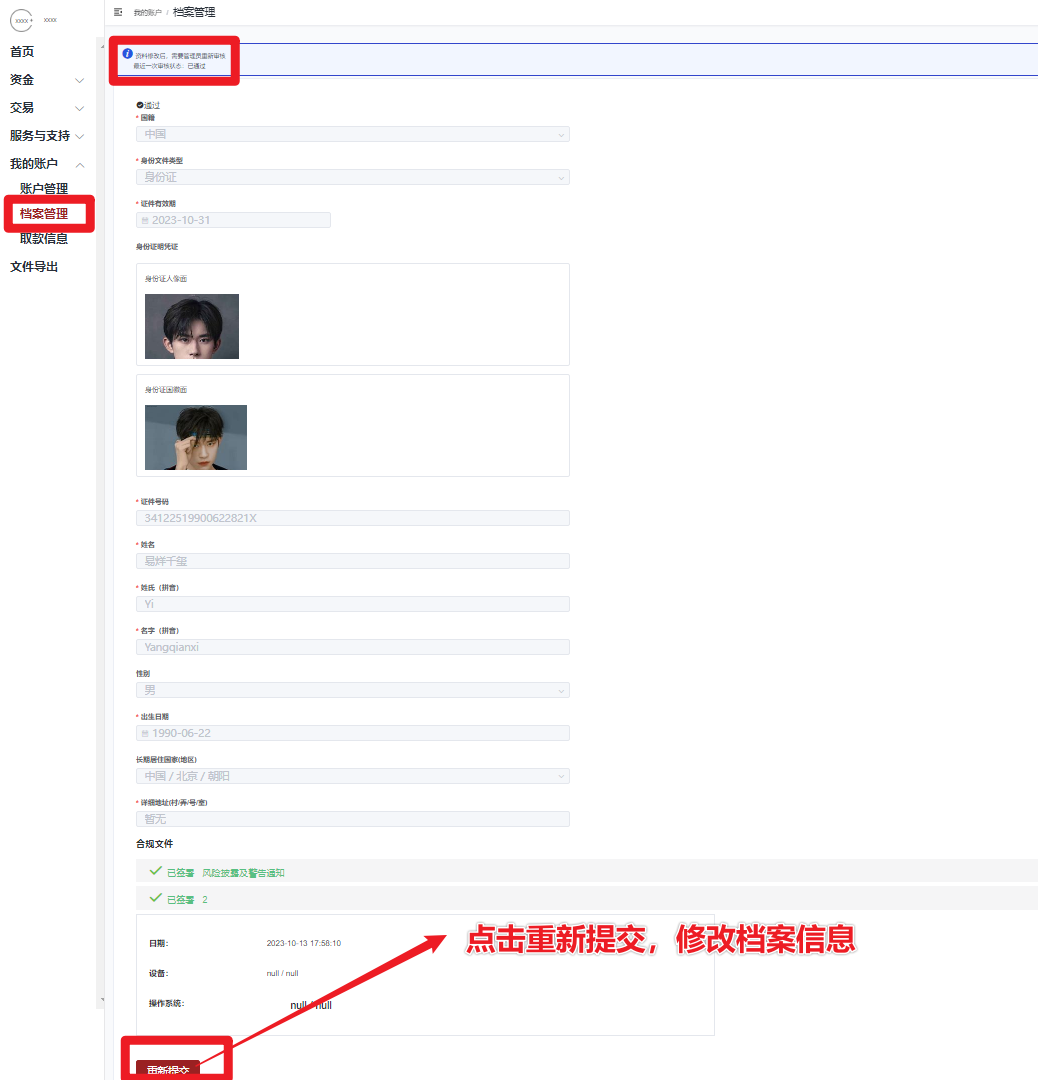 xxxx +
xxxx
我的账户 / 档案管理
首页
资金
交易
服务与支持
我的账户
账户管理
档案管理
取款信息
文件导出
资料修改后，需要管理员重新审核
最近一次审核状态：已通过
通过
* 国籍
中国
* 身份文件类型
身份证
* 证件有效期
2023-10-31
身份证明凭证
身份证人像面
身份证国徽面
* 证件号码
34122519900622821X
* 姓名
易烊千玺
* 姓氏（拼音）
Yi
* 名字（拼音）
Yangqianxi
性别
男
* 出生日期
1990-06-22
长期居住国家(地区)
中国 / 北京 / 朝阳
* 详细地址(村/弄/号/室)
暂无
合规文件
已签署 风险披露及警告通知
已签署 2
日期: 2023-10-13 17:58:10
设备: null / null
操作系统: null / null
点击重新提交，修改档案信息
重新提交